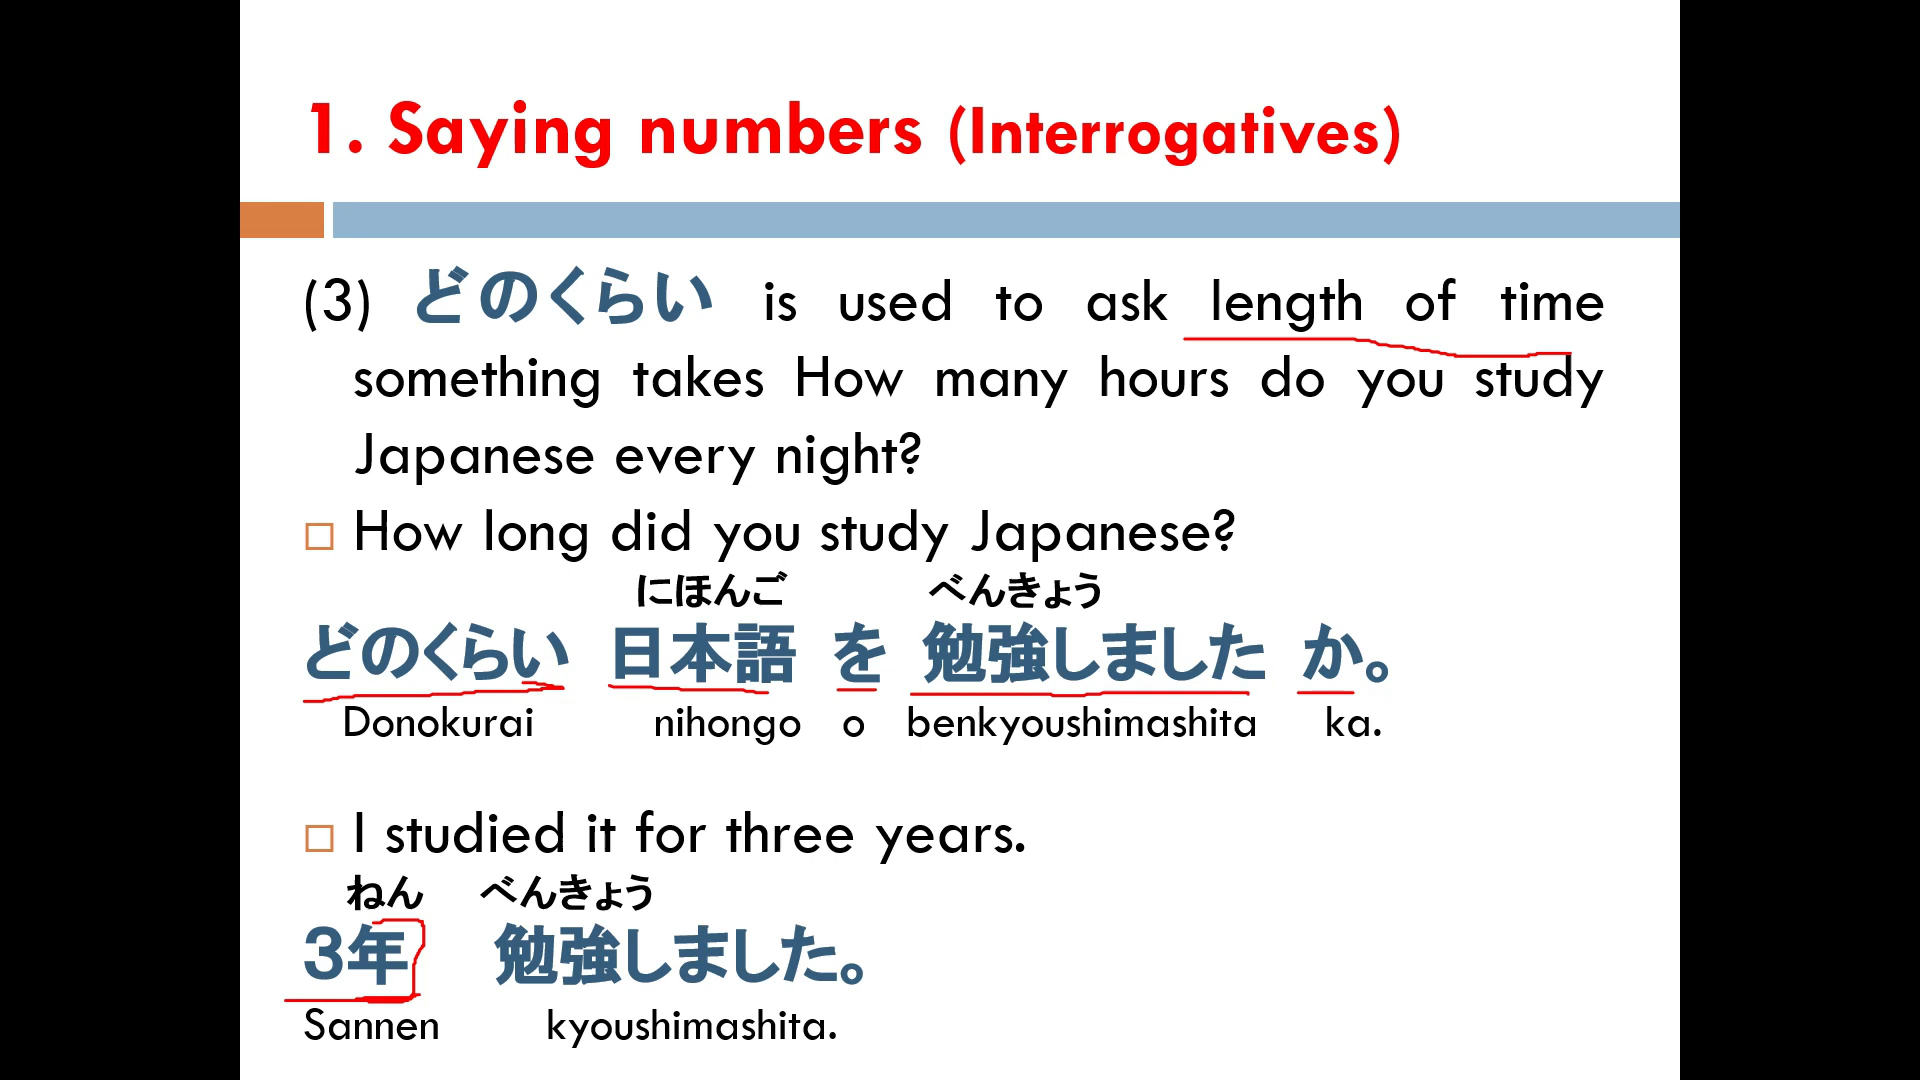 1. Saying numbers (Interrogatives)
(3) どのくらい is used to ask length of time
something takes How many hours do you study
Japanese every night?
How long did you study Japanese?
にほんご べんきょう
どのくらい 日本語 を 勉強しました か。
Donokurai nihongo o benkyoushimashita ka.
I studied it for three years.
ねん べんきょう
3年 勉強しました。
Sannen kyoushimashita.